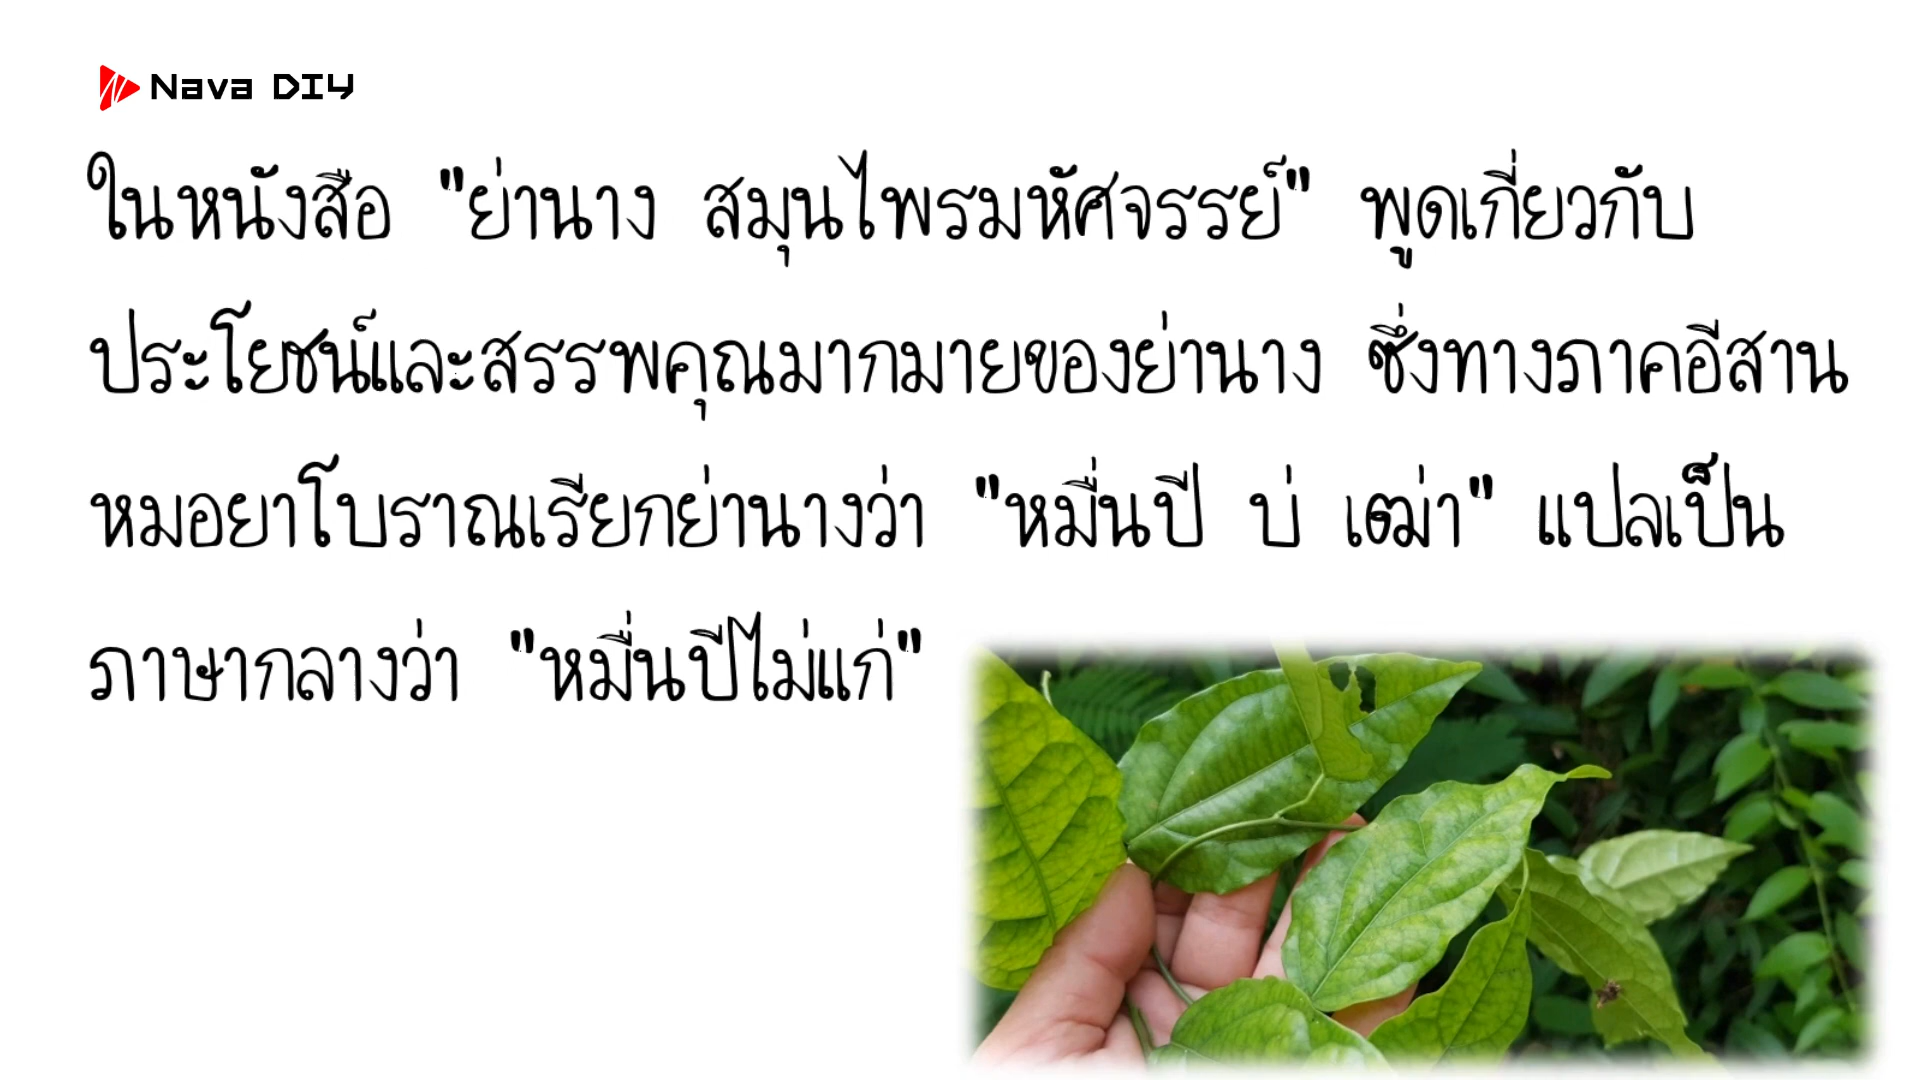 Nava DIY
ในหนังสือ "ย่านาง สมุนไพรมหัศจรรย์" พูดเกี่ยวกับ
ประโยชน์และสรรพคุณมากมายของย่านาง ซึ่งทางภาคอีสาน
หมอยาโบราณเรียกย่านางว่า "หมื่นปี บ่ เฒ่า" แปลเป็น
ภาษากลางว่า "หมื่นปีไม่แก่"